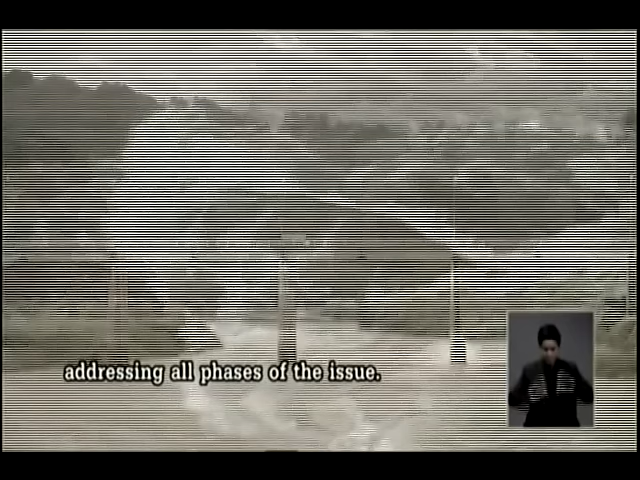 addressing all phases of the issue.